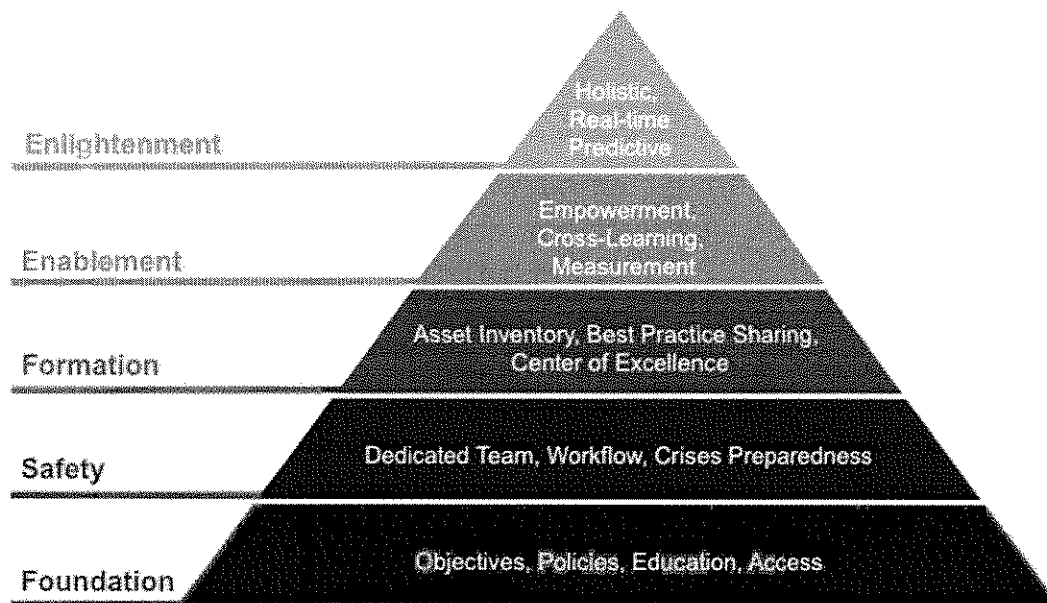 Enlightenment
Holistic,
Real-time
Predictive
Enablement
Empowerment,
Cross-Learning,
Measurement
Formation
Asset Inventory, Best Practice Sharing,
Center of Excellence
Safety
Dedicated Team, Workflow, Crises Preparedness
Foundation
Objectives, Policies, Education, Access